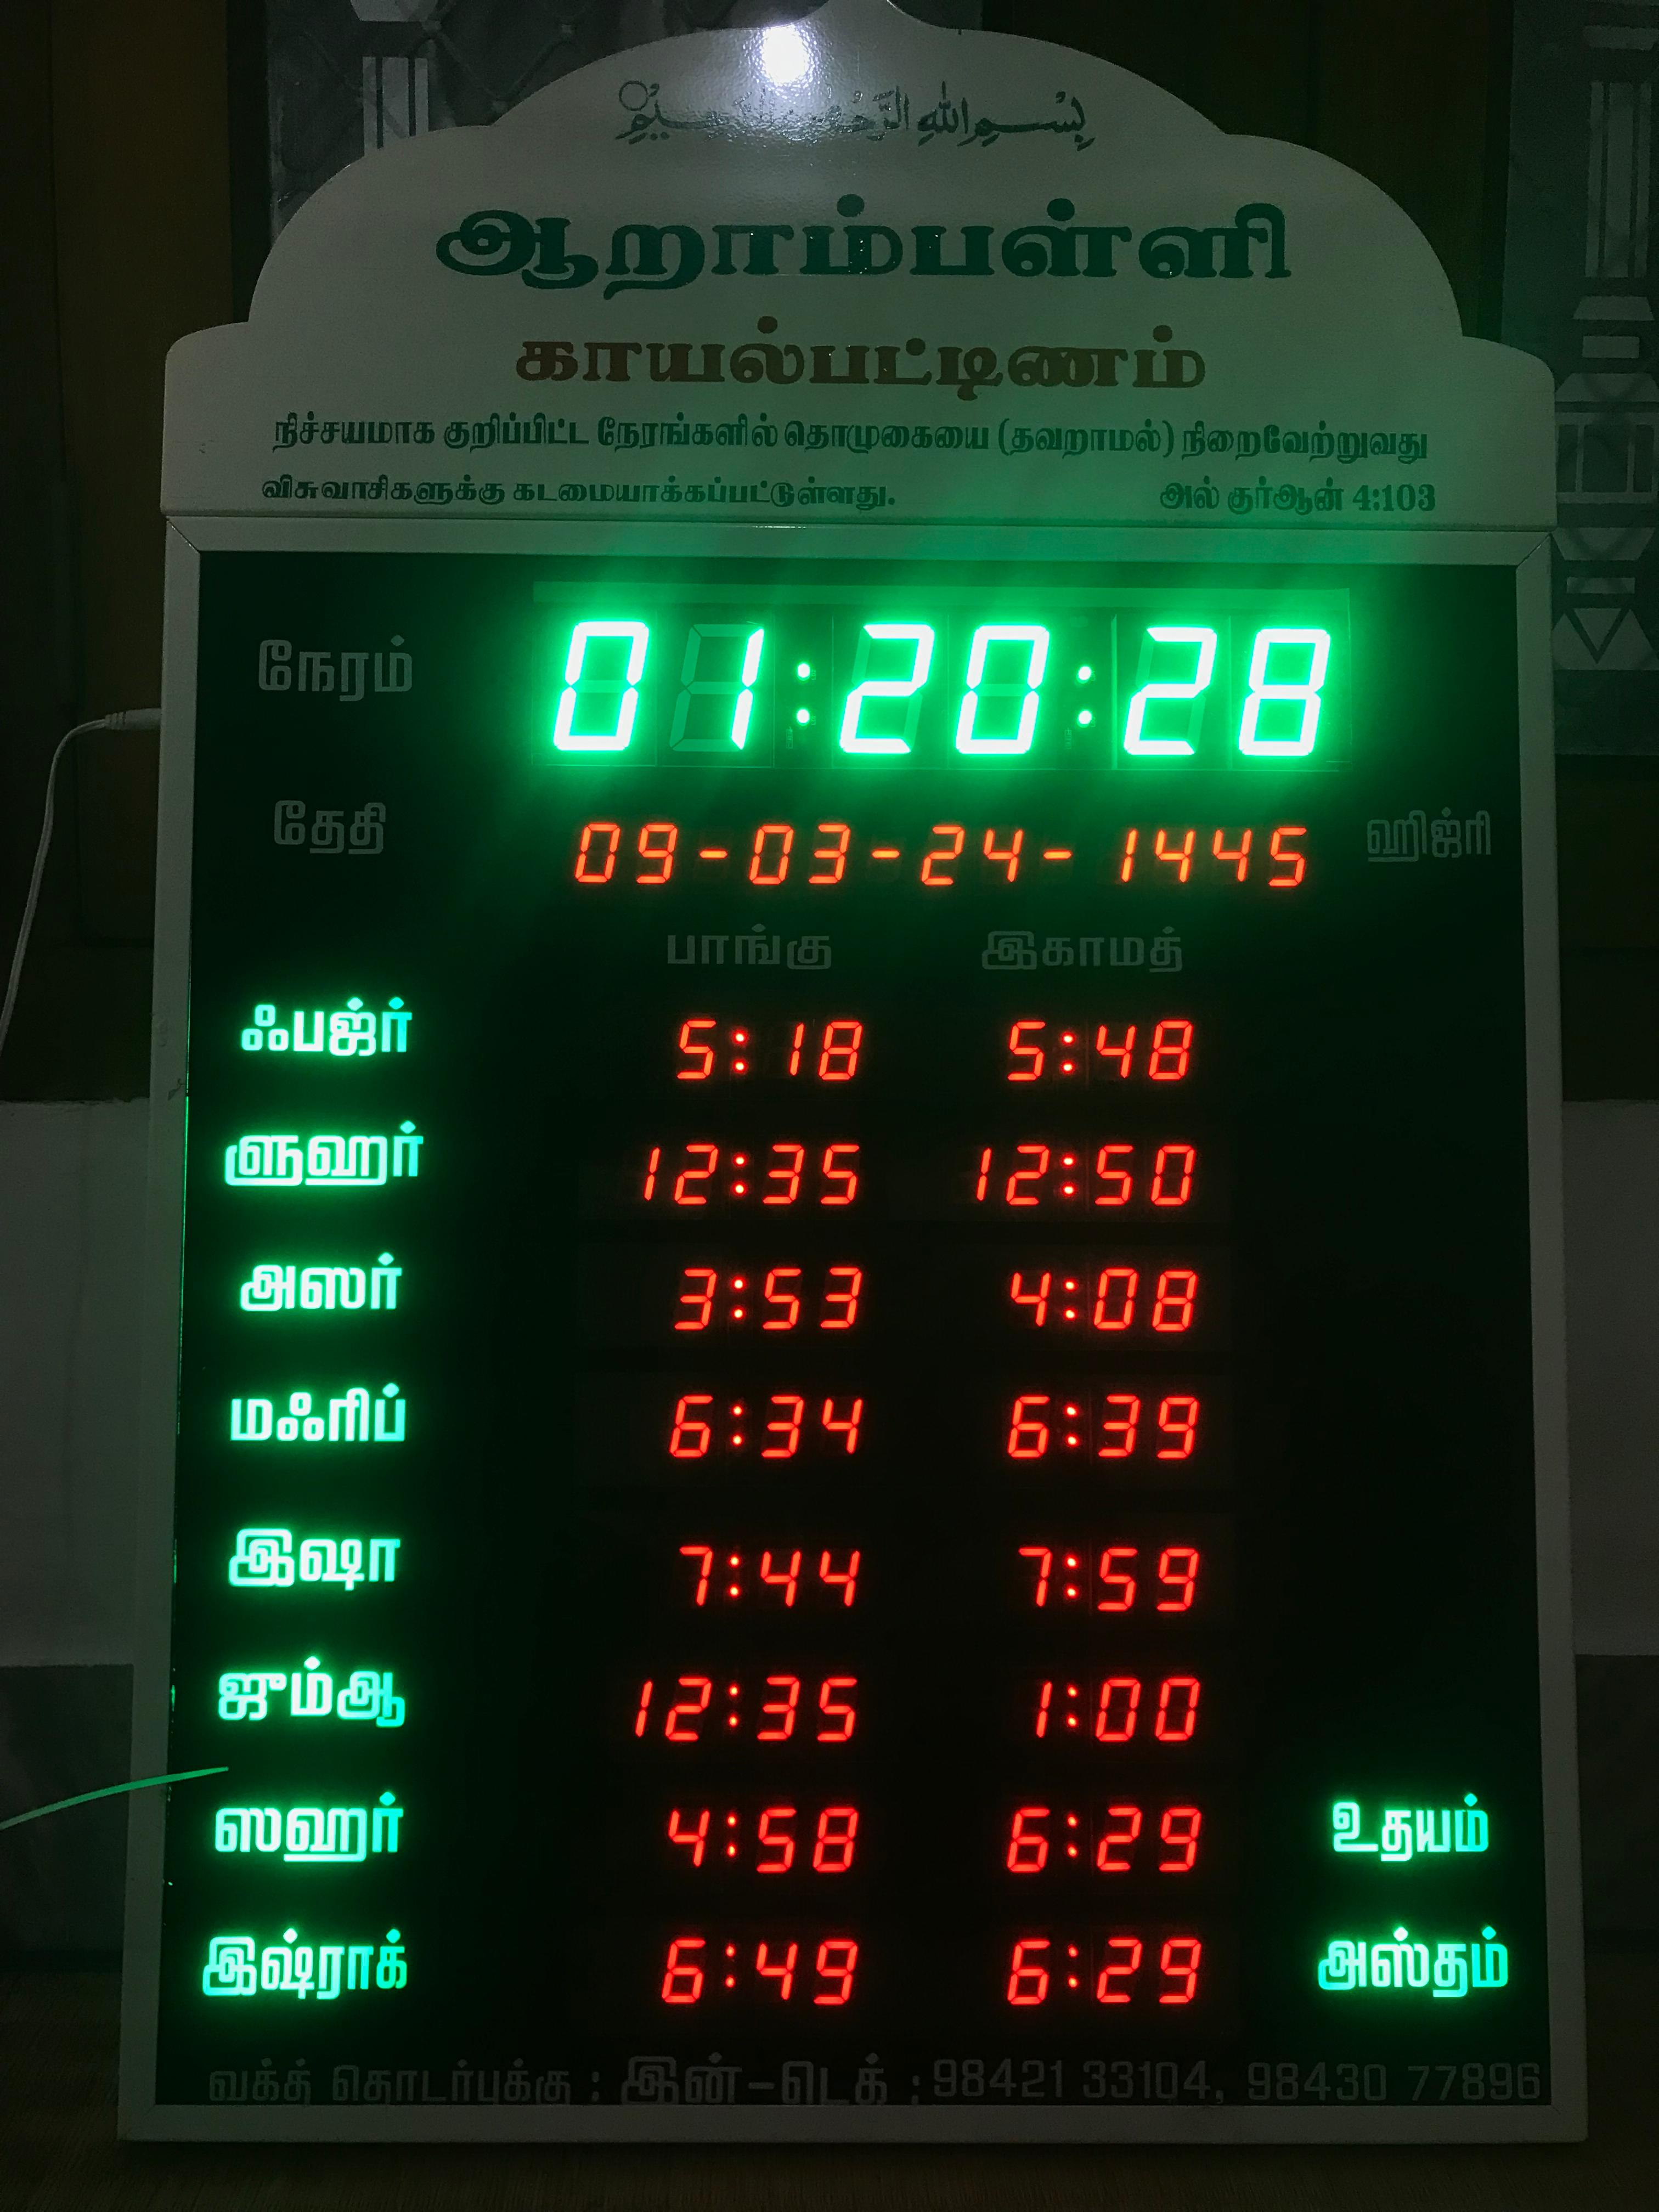 بِسْمِ اللهِ الرَّحْمٰنِ الرَّحِيْمِ
ஆறாம்பள்ளி
காயல்பட்டிணம்
நிச்சயமாக குறிப்பிட்ட நேரங்களில் தொழுகையை (தவறாமல்) நிறைவேற்றுவது
விசுவாசிகளுக்கு கடமையாக்கப்பட்டுள்ளது. அல் குர்ஆன் 4:103
நேரம் 01:20:28
தேதி 09-03-24-1445 ஹிஜ்ரி
பாங்கு இகாமத்
ஃபஜ்ர் 5:18 5:48
ளுஹர் 12:35 12:50
அஸர் 3:53 4:08
மஃரிப் 6:34 6:39
இஷா 7:44 7:59
ஜும்ஆ 12:35 1:00
ஸஹர் 4:58 6:29 உதயம்
இஷ்ராக் 6:49 6:29 அஸ்தம்
வக்த் தொடர்புக்கு : இன்-டெக் : 98421 33104, 98430 77896